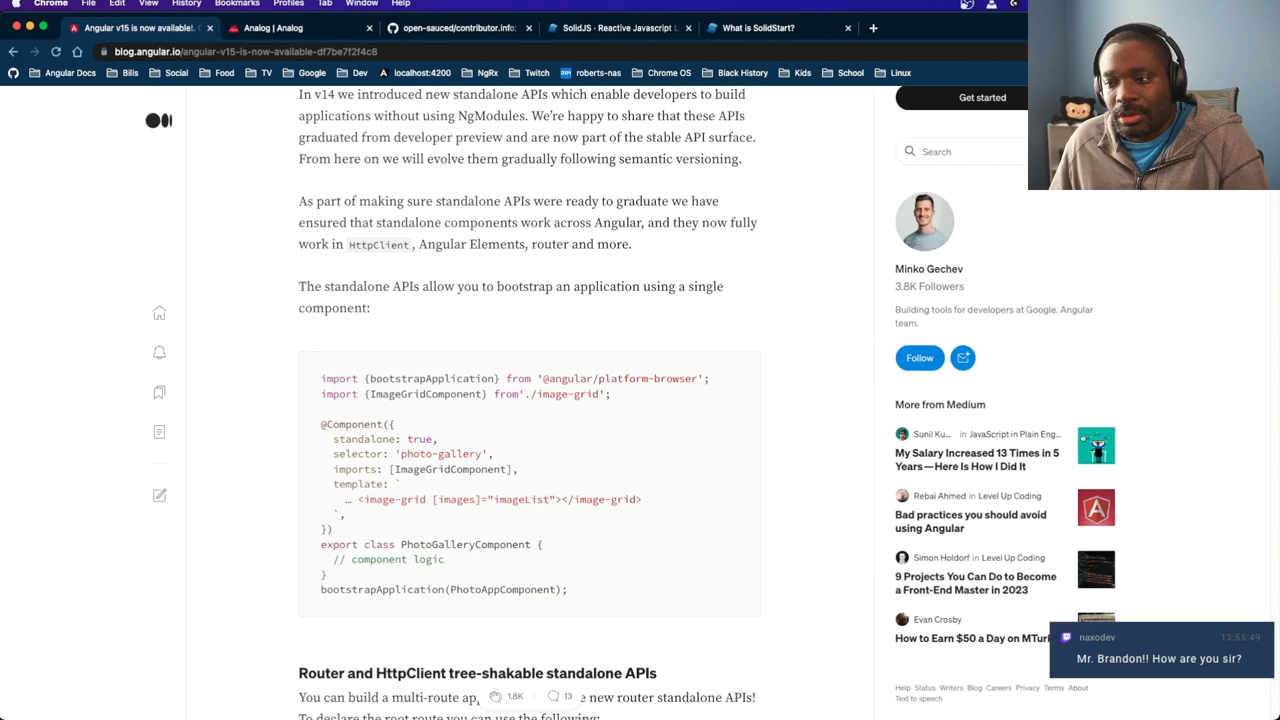 Chrome File Edit View History Bookmarks Profiles Tab Window Help
Angular v15 is now available!.
Analog | Analog
open-sauced/contributor.info:
SolidJS · Reactive Javascript L
What is SolidStart?
blog.angular.io/angular-v15-is-now-available-df7be7f2f4c8
Angular Docs Bills Social Food TV Google Dev localhost:4200 NgRx Twitch roberts-nas Chrome OS Black History Kids School Linux
In v14 we introduced new standalone APIs which enable developers to build
applications without using NgModules. We're happy to share that these APIs
graduated from developer preview and are now part of the stable API surface.
From here on we will evolve them gradually following semantic versioning.
As part of making sure standalone APIs were ready to graduate we have
ensured that standalone components work across Angular, and they now fully
work in HttpClient, Angular Elements, router and more.
The standalone APIs allow you to bootstrap an application using a single
component:
import {bootstrapApplication} from '@angular/platform-browser';
import {ImageGridComponent} from'./image-grid';
@Component({
standalone: true,
selector: 'photo-gallery',
imports: [ImageGridComponent],
template: `
… <image-grid [images]="imageList"></image-grid>
`
})
export class PhotoGalleryComponent {
// component logic
}
bootstrapApplication(PhotoAppComponent);
Router and HttpClient tree-shakable standalone APIs
You can build a multi-route ap
e new router standalone APIs!
1.8K
13
To declare the root route you can use the following:
Get started
Search
Minko Gechev
3.8K Followers
Building tools for developers at Google. Angular
team.
Follow
More from Medium
Sunil Ku... in JavaScript in Plain Eng...
My Salary Increased 13 Times in 5
Years — Here Is How I Did It
Rebai Ahmed in Level Up Coding
Bad practices you should avoid
using Angular
Simon Holdorf in Level Up Coding
9 Projects You Can Do to Become
a Front-End Master in 2023
Evan Crosby
How to Earn $50 a Day on MTurk
naxodev 13:55:49
Mr. Brandon!! How are you sir?
Help Status Writers Blog Careers Privacy Terms About
Text to speech